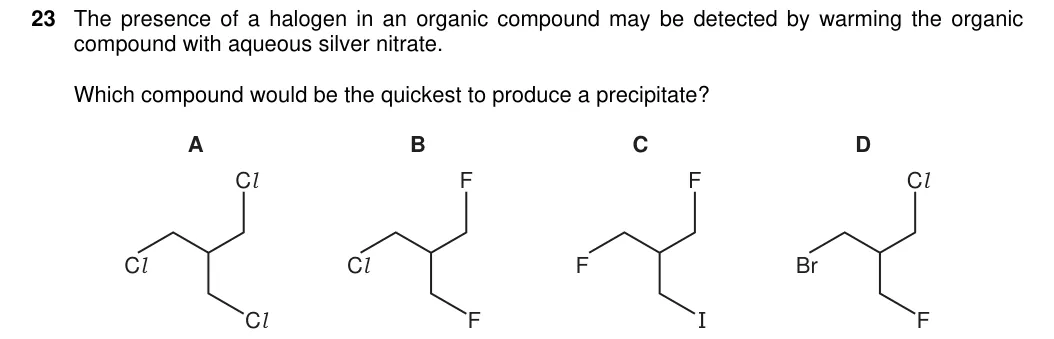 23 The presence of a halogen in an organic compound may be detected by warming the organic
compound with aqueous silver nitrate.
Which compound would be the quickest to produce a precipitate?
A B C D
Cl F F Cl
Cl Cl F Br
Cl F I F